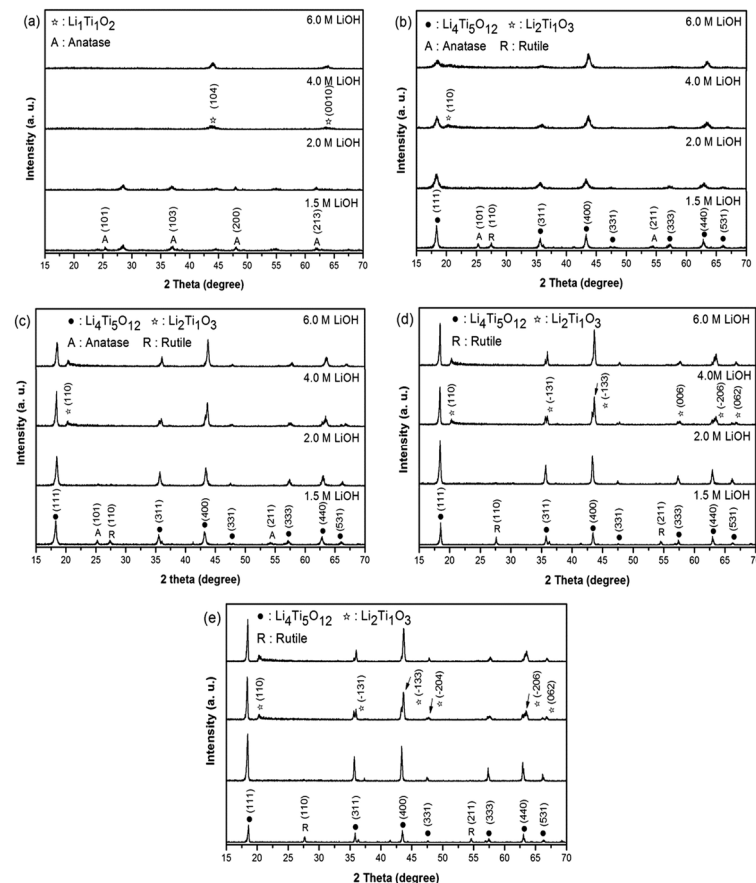 (a)
☆ : Li1Ti1O2
A : Anatase
6.0 M LiOH
4.0 M LiOH
(104)
(0010)
2.0 M LiOH
1.5 M LiOH
(101)
(103)
(200)
(213)
A
A
A
A
15 20 25 30 35 40 45 50 55 60 65 70
2 Theta (degree)
Intensity (a. u.)
(b)
● : Li4Ti5O12 ☆ : Li2Ti1O3
A : Anatase R : Rutile
6.0 M LiOH
4.0 M LiOH
☆ (110)
2.0 M LiOH
1.5 M LiOH
(111)
(101)
(110)
(311)
(400)
(331)
(211)
(333)
(440)
(531)
A
R
A
15 20 25 30 35 40 45 50 55 60 65 70
2 Theta (degree)
Intensity (a. u.)
(c)
● : Li4Ti5O12 ☆ : Li2Ti1O3
A : Anatase R : Rutile
6.0 M LiOH
4.0 M LiOH
☆ (110)
2.0 M LiOH
1.5 M LiOH
(111)
(101)
(110)
(311)
(400)
(331)
(211)
(333)
(440)
(531)
A
R
A
15 20 25 30 35 40 45 50 55 60 65 70
2 theta (degree)
Intensity (a. u.)
(d)
● : Li4Ti5O12 ☆ : Li2Ti1O3
R : Rutile
6.0 M LiOH
4.0M LiOH
☆ (110)
☆ (-131)
☆ (-133)
☆ (006)
☆ (-206)
☆ (062)
2.0 M LiOH
1.5 M LiOH
(111)
(110)
(311)
(400)
(331)
(211)
(333)
(440)
(531)
R
R
15 20 25 30 35 40 45 50 55 60 65 70
2 Theta (degree)
Intensity (a. u.)
(e)
● : Li4Ti5O12 ☆ : Li2Ti1O3
R : Rutile
☆ (110)
☆ (-131)
☆ (-133)
☆ (-204)
☆ (-206)
☆ (062)
(111)
(110)
(311)
(400)
(331)
(211)
(333)
(440)
(531)
R
R
15 20 25 30 35 40 45 50 55 60 65 70
2 Theta (degree)
Intensity (a. u.)